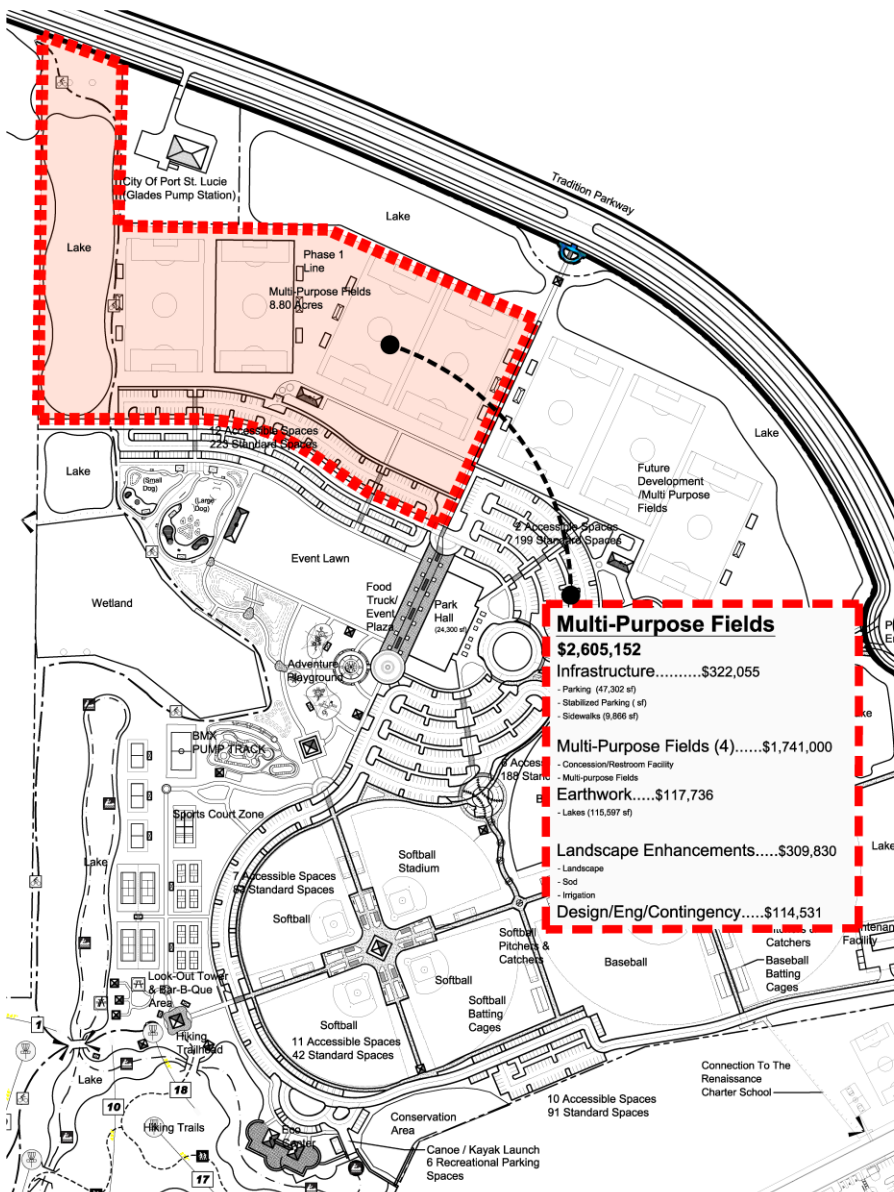 Tradition Parkway
City Of Port St. Lucie
(Glades Pump Station)
Lake
Lake
Phase 1
Line
Multi-Purpose Fields
8.80 Acres
12 Accessible Spaces
223 Standard Spaces
Lake
Lake
(Small
Dog)
(Large
Dog)
Future
Development
/Multi Purpose
Fields
2 Accessible Spaces
199 Standard Spaces
Event Lawn
Wetland
Food
Truck/
Event
Plaza
Park
Hall
(24,300 sf)
Adventure
Playground
Multi-Purpose Fields
$2,605,152
Infrastructure..........$322,055
- Parking (47,302 sf)
- Stabilized Parking ( sf)
- Sidewalks (9,866 sf)
Multi-Purpose Fields (4)......$1,741,000
- Concession/Restroom Facility
- Multi-purpose Fields
Earthwork.....$117,736
- Lakes (115,597 sf)
Landscape Enhancements.....$309,830
- Landscape
- Sod
- Irrigation
Design/Eng/Contingency.....$114,531
BMX
PUMP TRACK
188
Sports Court Zone
Lake
Softball
Stadium
Lake
7 Accessible Spaces
Standard Spaces
Softball
Softball
Pitchers &
Catchers
Catchers
Facility
Baseball
Baseball
Batting
Cages
Softball
Softball
Batting
Cages
Look-Out Tower
& Bar-B-Que
Area
Softball
11 Accessible Spaces
42 Standard Spaces
Hiking
Trailhead
1
Lake
18
10
Hiking Trails
17
Eco
Center
Conservation
Area
Canoe / Kayak Launch
6 Recreational Parking
Spaces
10 Accessible Spaces
91 Standard Spaces
Connection To The
Renaissance
Charter School